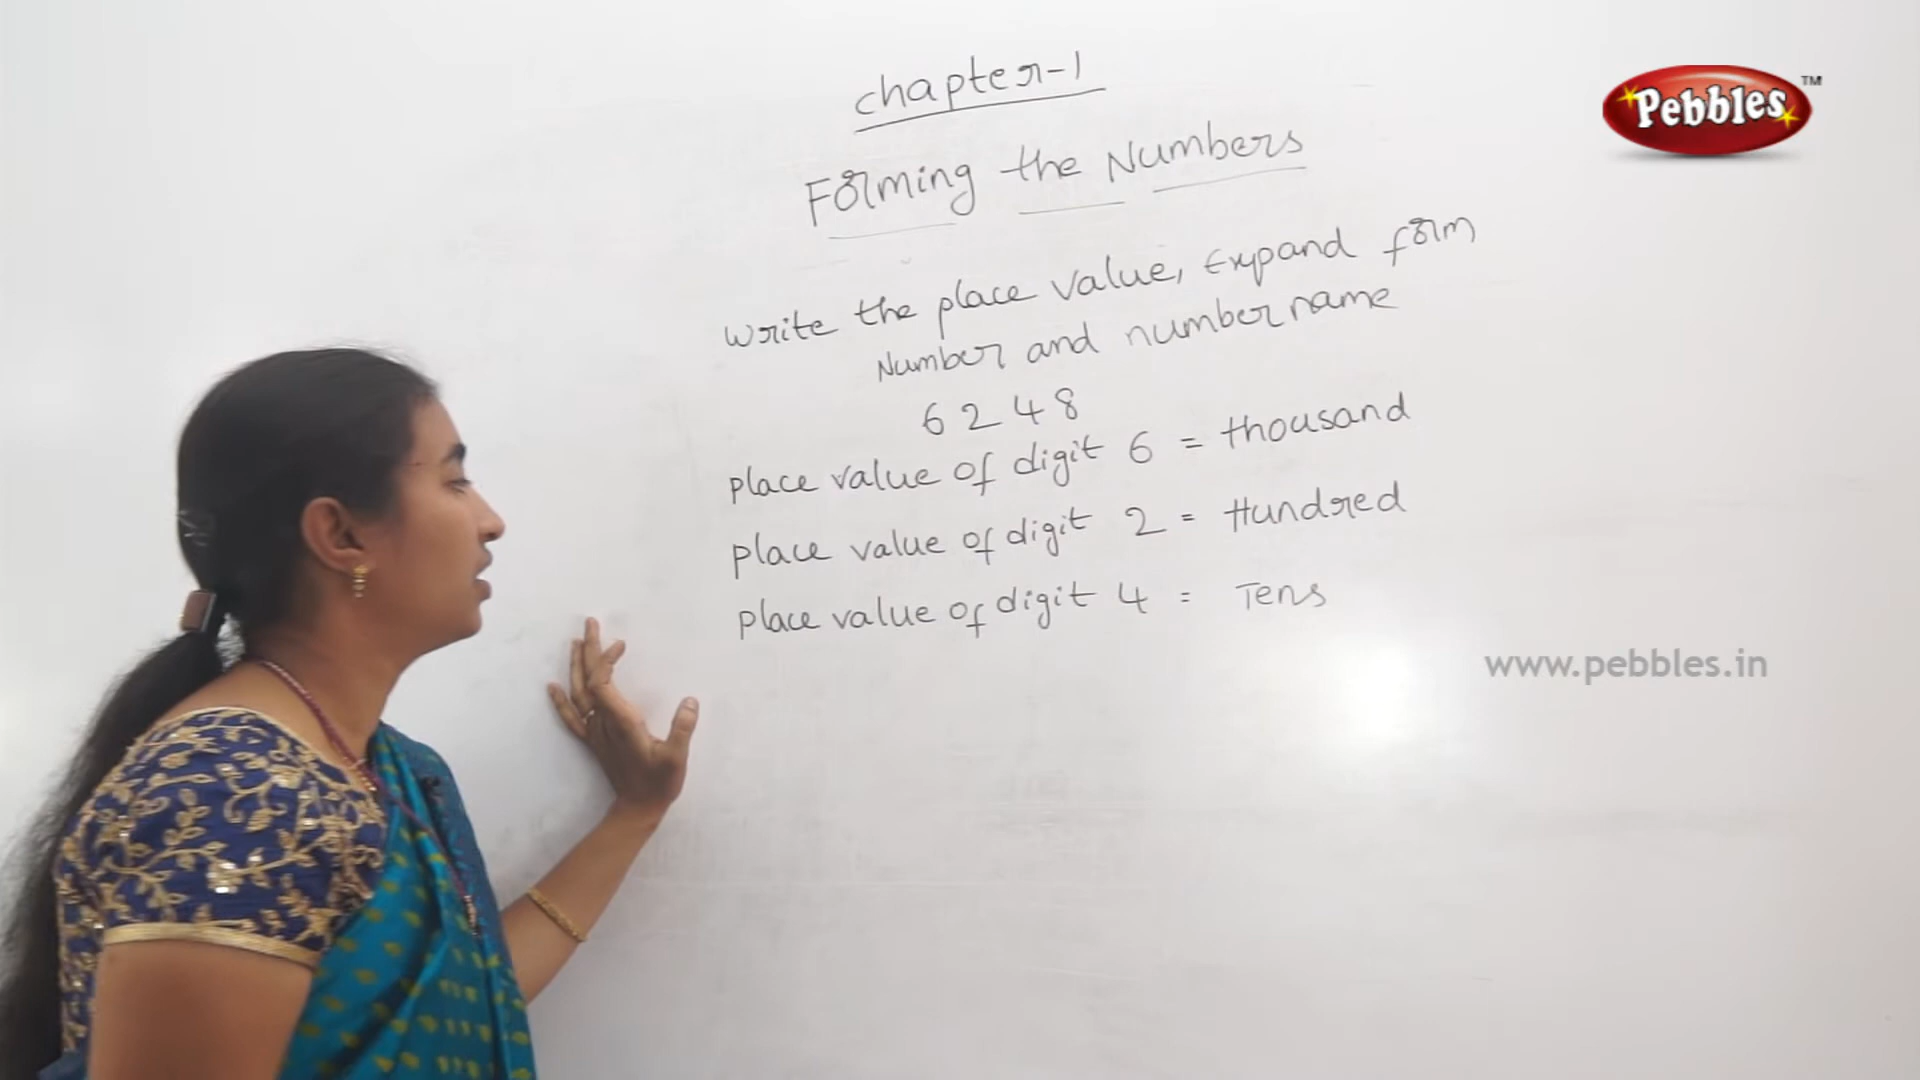 chapter-1
Forming the Numbers
Pebbles TM
write the place value, Expand form
Number and number name
6 2 4 8
place value of digit 6 = thousand
place value of digit 2 = Hundred
place value of digit 4 = Tens
www.pebbles.in